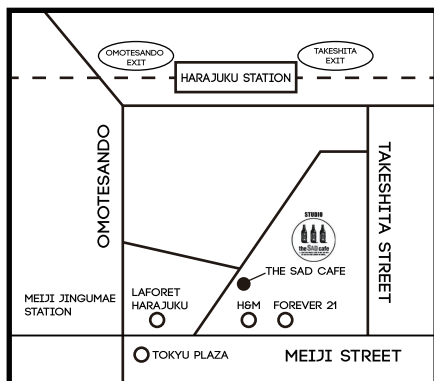 OMOTESANDO
EXIT
TAKESHITA
EXIT
HARAJUKU STATION
OMOTESANDO
TAKESHITA STREET
STUDIO
the SAD cafe
THE SAD CAFE
MEIJI JINGUMAE
STATION
LAFORET
HARAJUKU
H&M
FOREVER 21
TOKYU PLAZA
MEIJI STREET